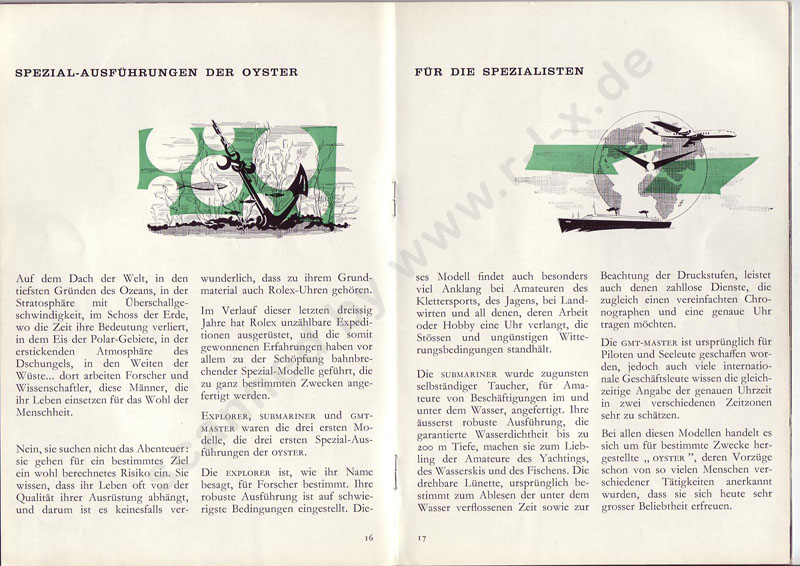 SPEZIAL-AUSFÜHRUNGEN DER OYSTER
Auf dem Dach der Welt, in den
tiefsten Gründen des Ozeans, in der
Stratosphäre mit Überschallge-
schwindigkeit, im Schoss der Erde,
wo die Zeit ihre Bedeutung verliert,
in dem Eis der Polar-Gebiete, in der
erstickenden Atmosphäre des
Dschungels, in den Weiten der
Wüste... dort arbeiten Forscher und
Wissenschaftler, diese Männer, die
ihr Leben einsetzen für das Wohl der
Menschheit.
Nein, sie suchen nicht das Abenteuer:
sie gehen für ein bestimmtes Ziel
ein wohl berechnetes Risiko ein. Sie
wissen, dass ihr Leben oft von der
Qualität ihrer Ausrüstung abhängt,
und darum ist es keinesfalls ver-
wunderlich, dass zu ihrem Grund-
material auch Rolex-Uhren gehören.
Im Verlauf dieser letzten dreissig
Jahre hat Rolex unzählbare Expedi-
tionen ausgerüstet, und die somit
gewonnenen Erfahrungen haben vor
allem zu der Schöpfung bahnbre-
chender Spezial-Modelle geführt, die
zu ganz bestimmten Zwecken ange-
fertigt werden.
EXPLORER, SUBMARINER und GMT-
MASTER waren die drei ersten Mo-
delle, die drei ersten Spezial-Aus-
führungen der OYSTER.
Die EXPLORER ist, wie ihr Name
besagt, für Forscher bestimmt. Ihre
robuste Ausführung ist auf schwie-
rigste Bedingungen eingestellt. Die-
16
FÜR DIE SPEZIALISTEN
ses Modell findet auch besonders
viel Anklang bei Amateuren des
Klettersports, des Jagens, bei Land-
wirten und all denen, deren Arbeit
oder Hobby eine Uhr verlangt, die
Stössen und ungünstigen Witte-
rungsbedingungen standhält.
Die SUBMARINER wurde zugunsten
selbständiger Taucher, für Ama-
teure von Beschäftigungen im und
unter dem Wasser, angefertigt. Ihre
äusserst robuste Ausführung, die
garantierte Wasserdichtheit bis zu
200 m Tiefe, machen sie zum Lieb-
ling der Amateure des Yachtings,
des Wasserskis und des Fischens. Die
drehbare Lünette, ursprünglich be-
stimmt zum Ablesen der unter dem
Wasser verflossenen Zeit sowie zur
Beachtung der Druckstufen, leistet
auch denen zahllose Dienste, die
zugleich einen vereinfachten Chro-
nographen und eine genaue Uhr
tragen möchten.
Die GMT-MASTER ist ursprünglich für
Piloten und Seeleute geschaffen wor-
den, jedoch auch viele internatio-
nale Geschäftsleute wissen die gleich-
zeitige Angabe der genauen Uhrzeit
in zwei verschiedenen Zeitzonen
sehr zu schätzen.
Bei allen diesen Modellen handelt es
sich um für bestimmte Zwecke her-
gestellte „ OYSTER ”, deren Vorzüge
schon von so vielen Menschen ver-
schiedener Tätigkeiten anerkannt
wurden, dass sie sich heute sehr
grosser Beliebtheit erfreuen.
17
by www.r-l-x.de